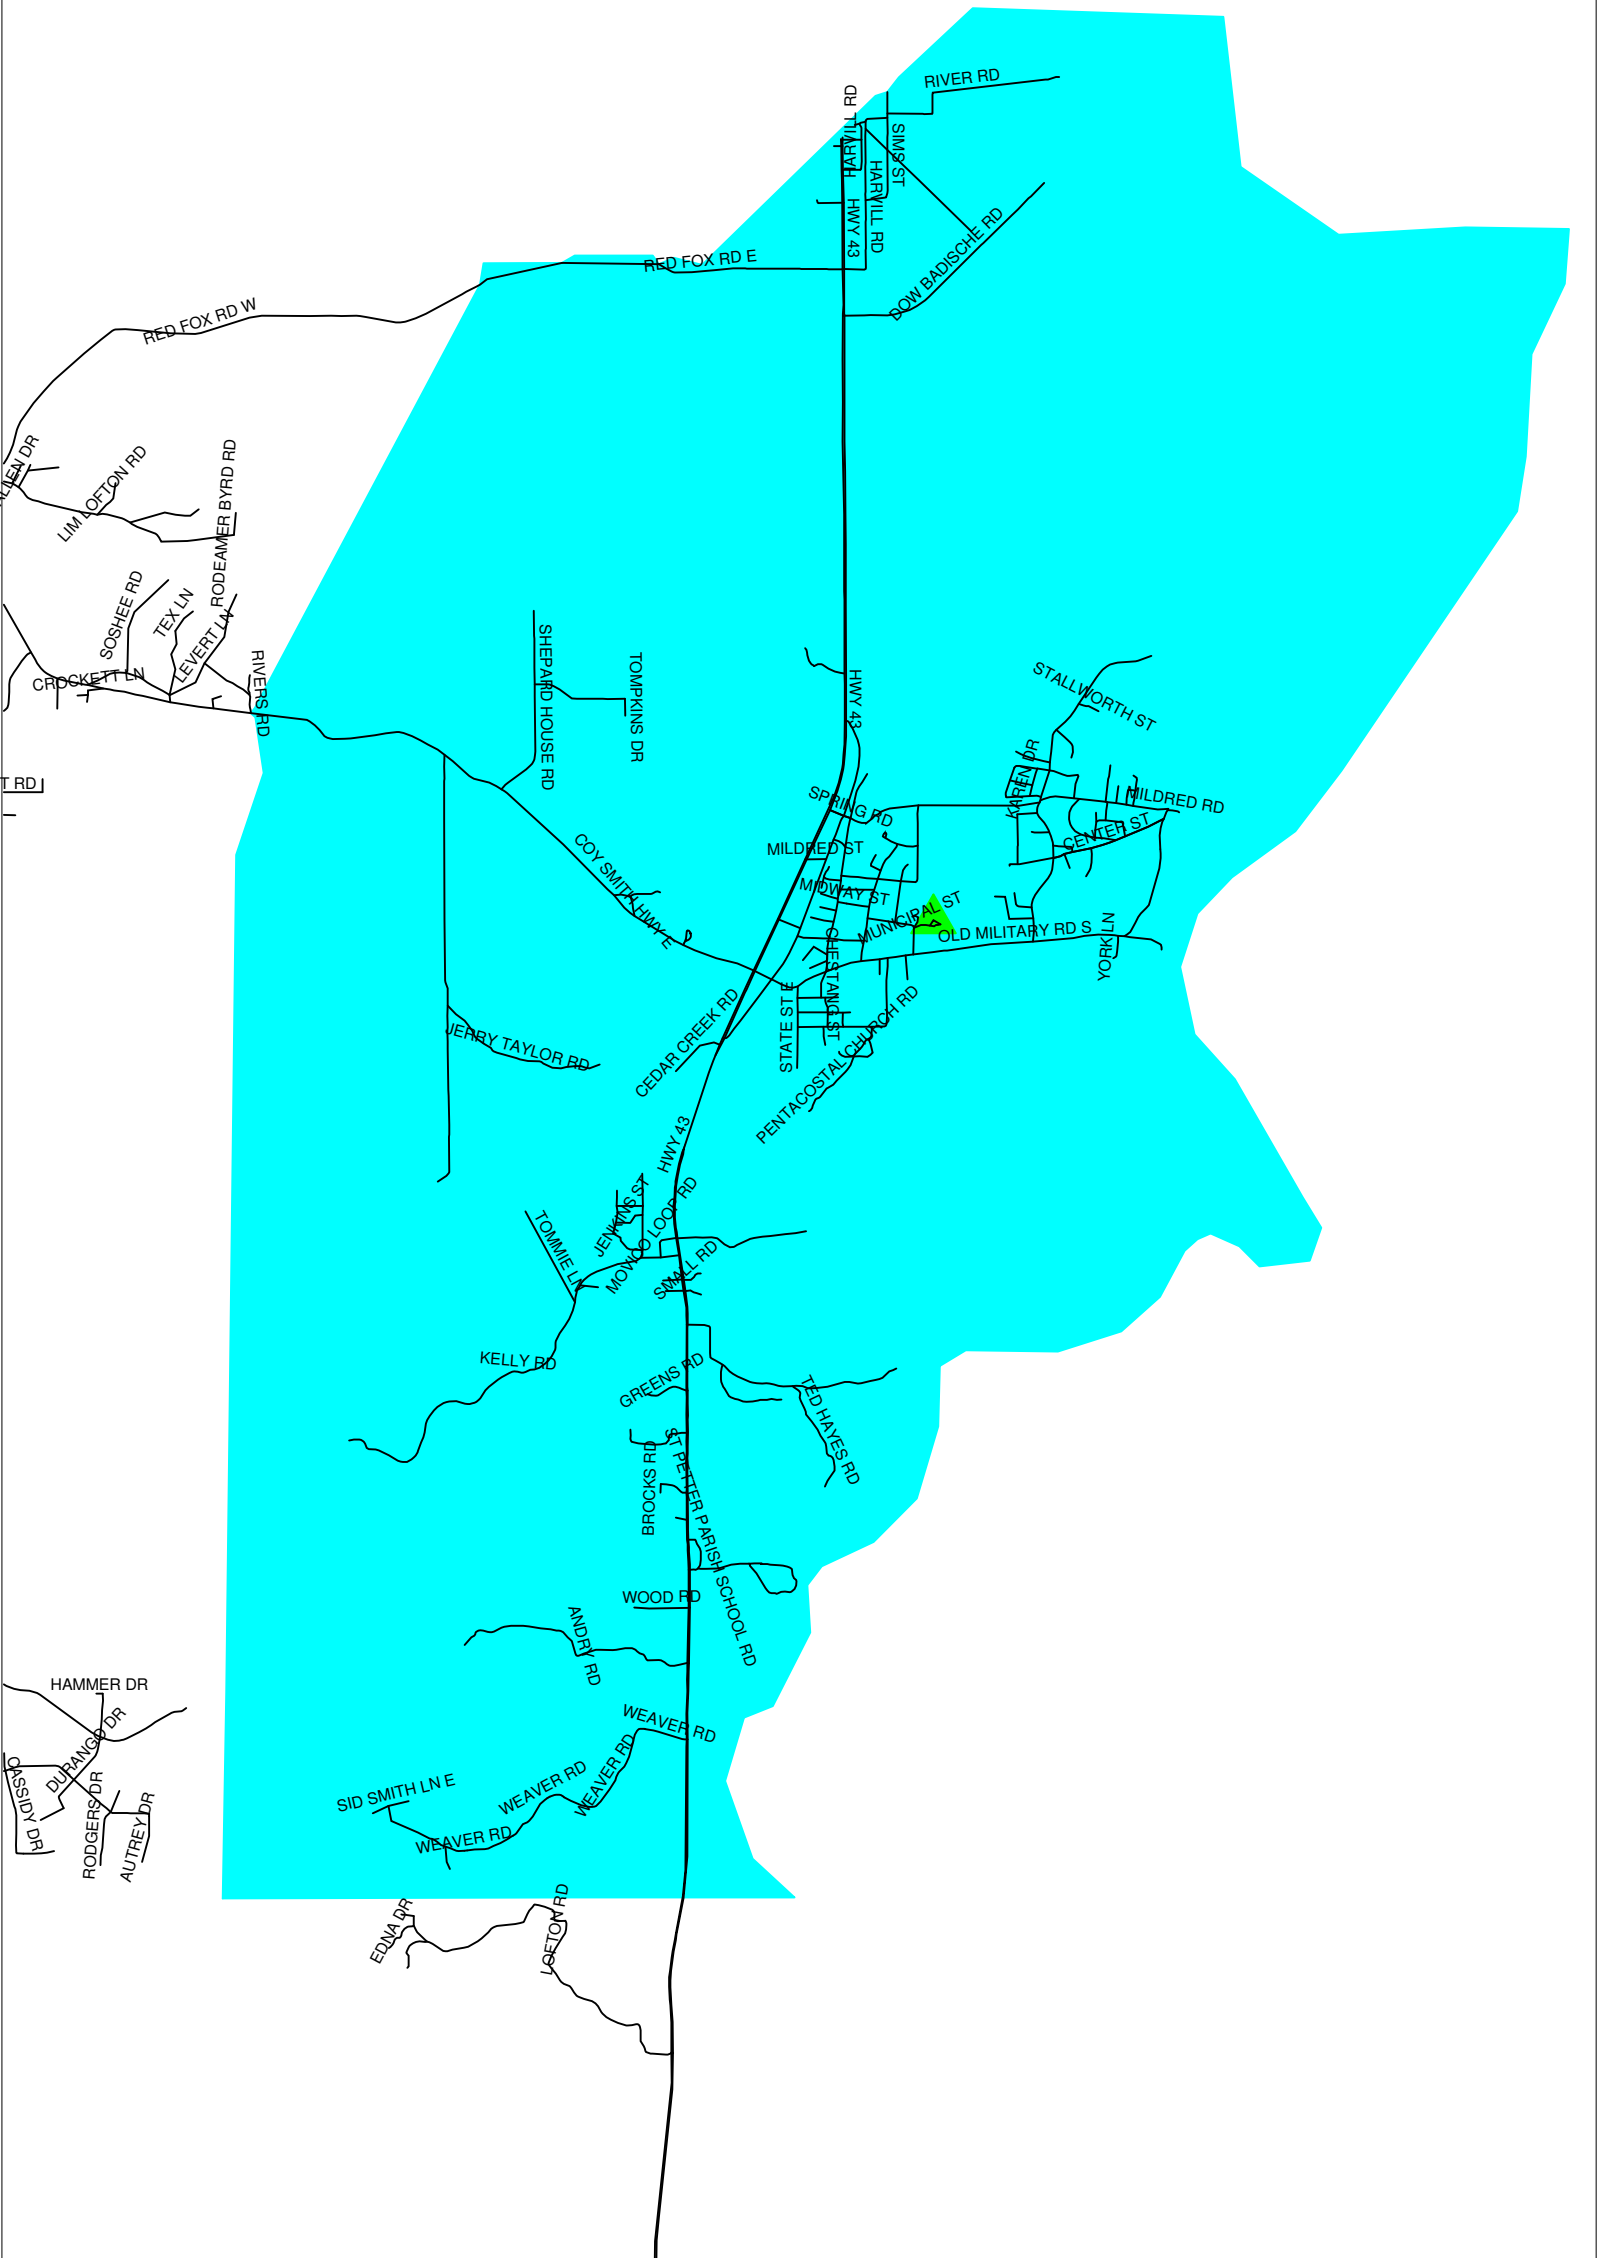 RIVER RD
HARVILL RD
SIMS ST
HARVILL RD
HWY 43
DOW BADISCHE RD
RED FOX RD E
RED FOX RD W
LIM LOFTON RD
RODEAMER BYRD RD
SOSHEE RD
TEX LN
LEVERT LN
CROCKETT LN
RIVERS RD
SHEPARD HOUSE RD
TOMPKINS DR
HWY 43
STALLWORTH ST
KAREN DR
MILDRED RD
CENTER ST
SPRING RD
MILDRED ST
MIDWAY ST
MUNICIPAL ST
OLD MILITARY RD S
YORK LN
T RD
COY SMITH HWY E
CHESTANG ST
STATE ST E
PENTACOSTAL CHURCH RD
CEDAR CREEK RD
JERRY TAYLOR RD
HWY 43
JENKINS ST
MOWCO LOOP RD
TOMMIE LN
SMALL RD
KELLY RD
GREENS RD
TED HAYES RD
BROCKS RD
ST PETTER PARISH SCHOOL RD
WOOD RD
ANDRY RD
HAMMER DR
DURANGO DR
CASSIDY DR
RODGERS DR
AUTREY DR
WEAVER RD
WEAVER RD
WEAVER RD
SID SMITH LN E
WEAVER RD
EDNA DR
LOFTON RD